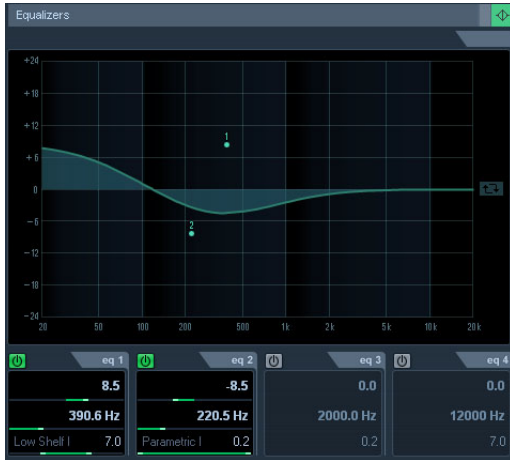 Equalizers
+24
+18
+12
+6
0
-6
-12
-18
-24
1
2
20 50 100 200 500 1k 2k 5k 10k 20k
eq 1 eq 2 eq 3 eq 4
8.5 -8.5 0.0 0.0
390.6 Hz 220.5 Hz 2000.0 Hz 12000 Hz
Low Shelf I 7.0 Parametric I 0.2 0.2 7.0